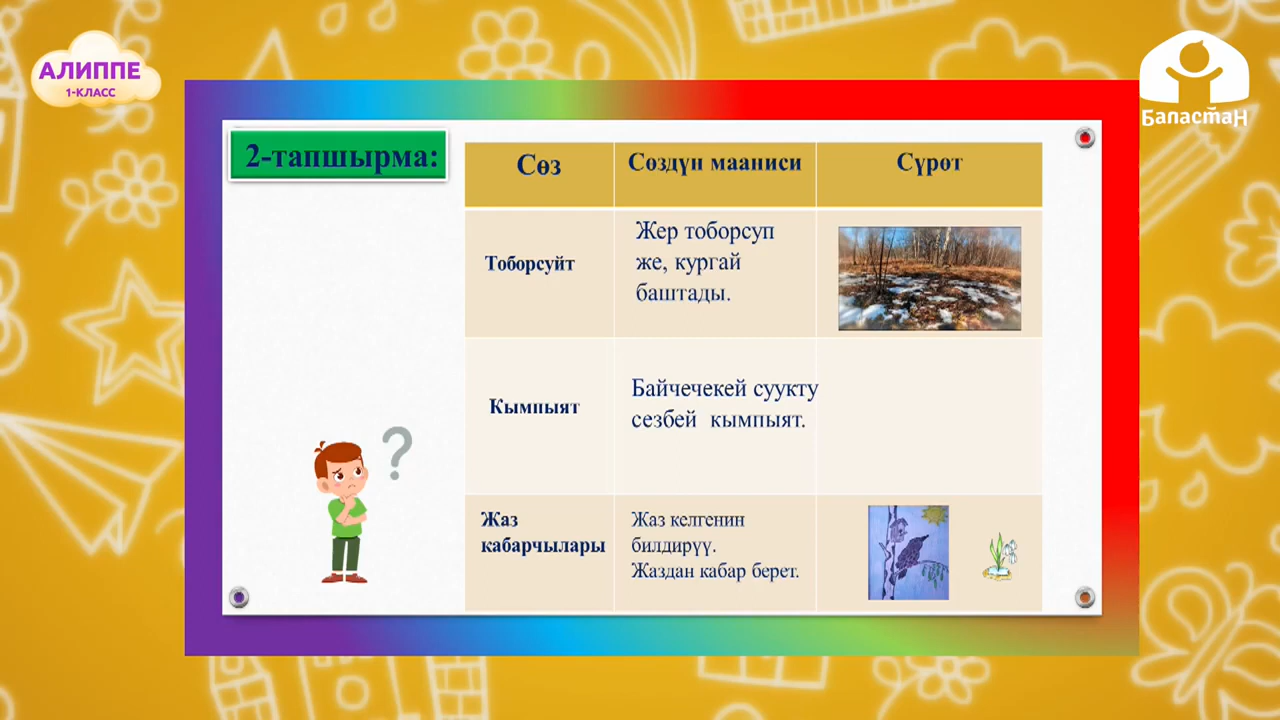 АЛИППЕ
1-КЛАСС
Баластан
2-тапшырма:
Сөз
Сөздүн мааниси
Сүрөт
Тоборсуйт
Жер тоборсуп
же, кургай
баштады.
Кымпыят
Байчечекей суукту
сезбей кымпыят.
Жаз
кабарчылары
Жаз келгенин
билдирүү.
Жаздан кабар берет.